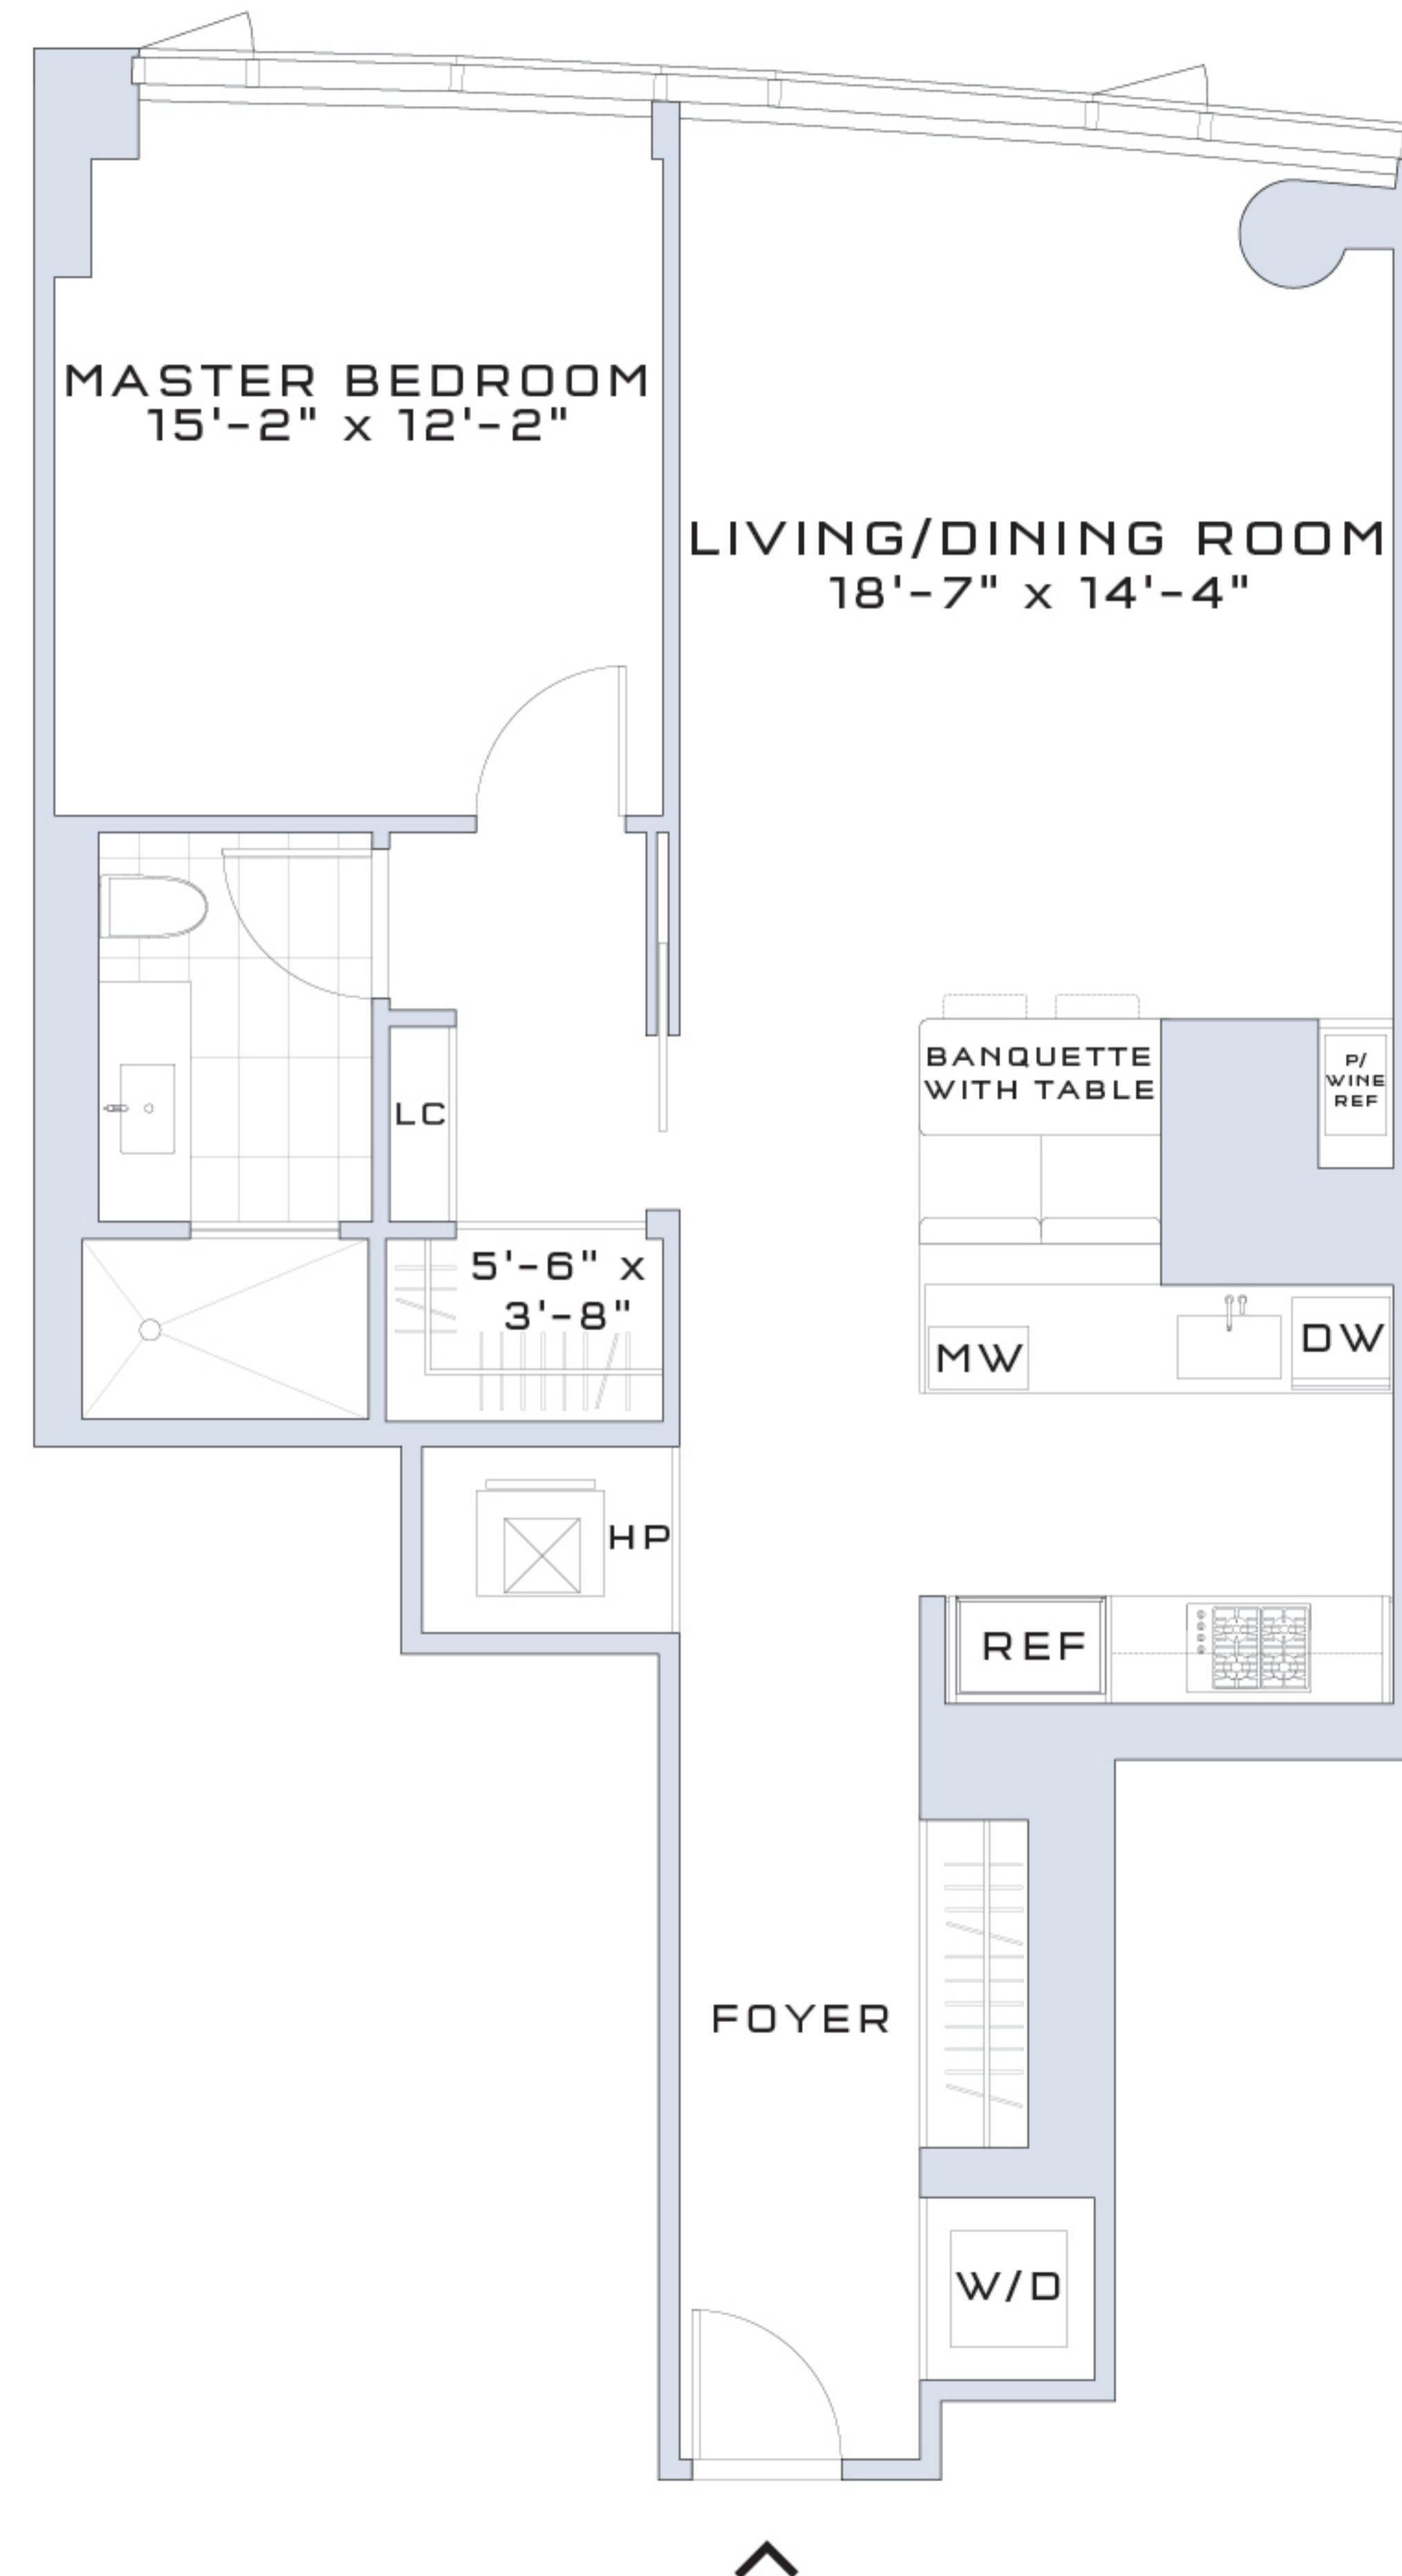 MASTER BEDROOM
15'-2" x 12'-2"
LIVING/DINING ROOM
18'-7" x 14'-4"
BANQUETTE
WITH TABLE
P/
WINE
REF
LC
5'-6" x
3'-8"
MW
DW
HP
REF
FOYER
W/D